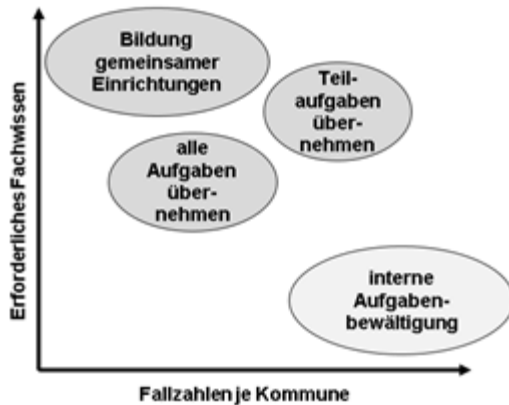 Bildung
gemeinsamer
Einrichtungen
Teil-
aufgaben
über-
nehmen
alle
Aufgaben
über-
nehmen
interne
Aufgaben-
bewältigung
Erforderliches Fachwissen
Fallzahlen je Kommune